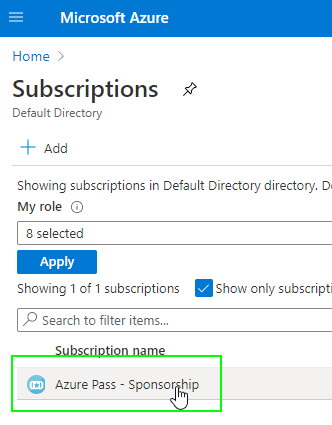 Microsoft Azure
Home
Subscriptions
Default Directory
Add
Showing subscriptions in Default Directory directory.
My role
8 selected
Apply
Showing 1 of 1 subscriptions Show only
Search to filter items...
Subscription name
Azure Pass - Sponsorship